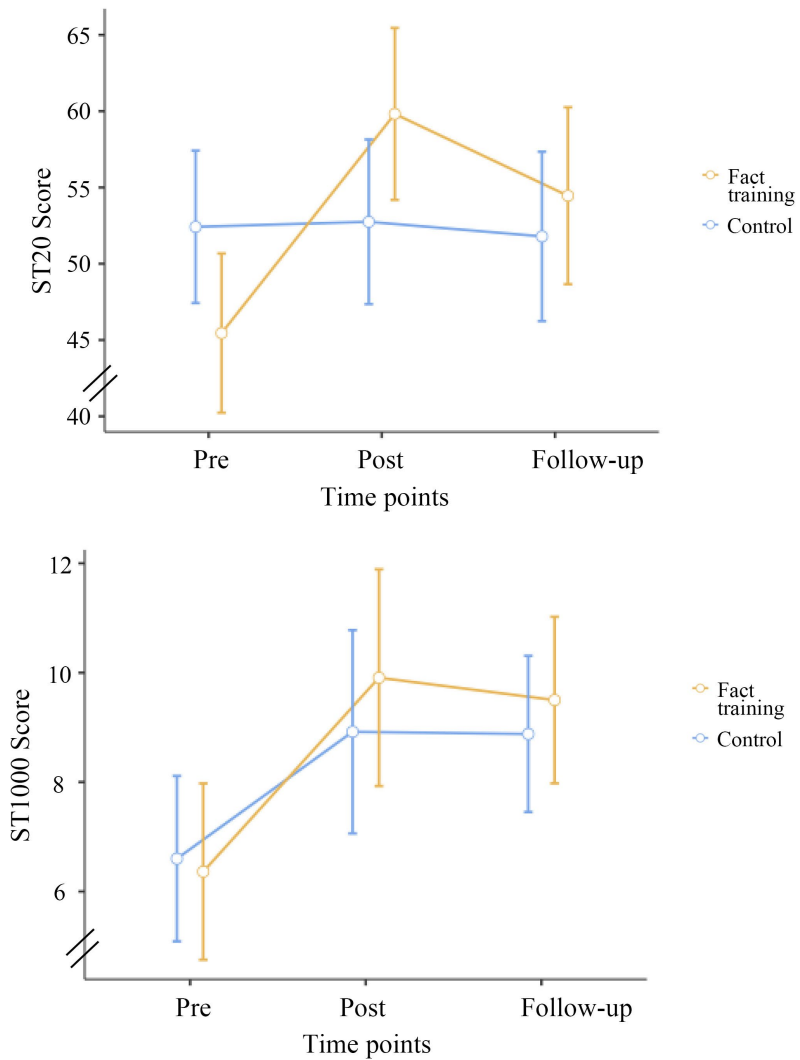 65
60
55
50
45
40
ST20 Score
Pre
Post
Follow-up
Time points
Fact
training
Control
12
10
8
6
ST1000 Score
Pre
Post
Follow-up
Time points
Fact
training
Control